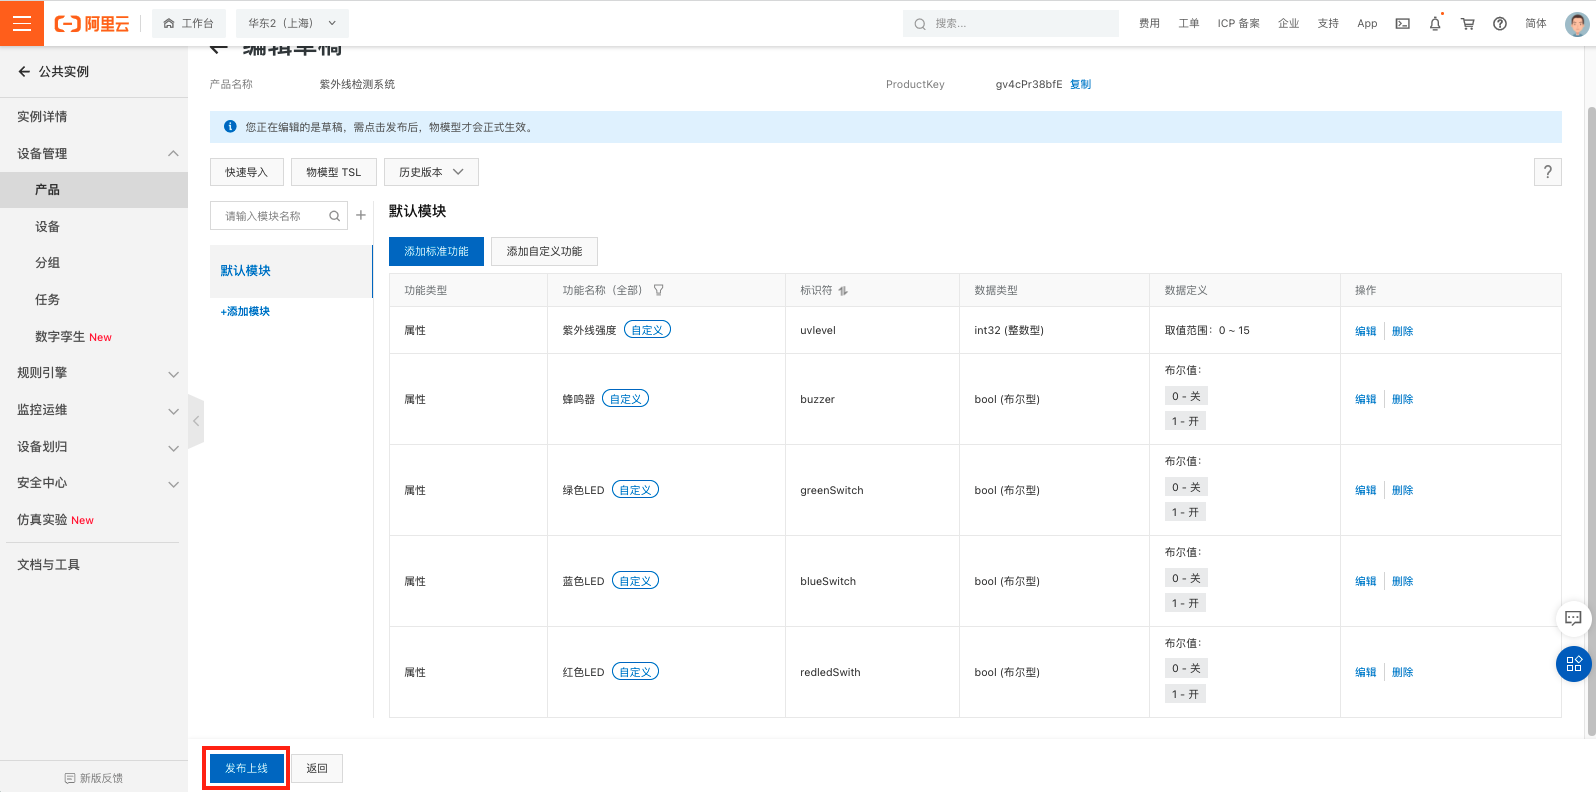 阿里云
工作台
华东2（上海）
搜索...
费用
工单
ICP 备案
企业
支持
App
简体
公共实例
实例详情
设备管理
产品
设备
分组
任务
数字孪生 New
规则引擎
监控运维
设备划归
安全中心
仿真实验 New
文档与工具
新版反馈
编辑草稿
产品名称 紫外线检测系统 ProductKey gv4cPr38bfE 复制
您正在编辑的是草稿，需点击发布后，物模型才会正式生效。
快速导入 物模型 TSL 历史版本 ?
请输入模块名称
默认模块
+添加模块
默认模块
添加标准功能 添加自定义功能
功能类型 功能名称（全部） 标识符 数据类型 数据定义 操作
属性 紫外线强度 自定义 uvlevel int32 (整数型) 取值范围：0 ~ 15 编辑 删除
属性 蜂鸣器 自定义 buzzer bool (布尔型) 布尔值： 编辑 删除
0 - 关
1 - 开
属性 绿色LED 自定义 greenSwitch bool (布尔型) 布尔值： 编辑 删除
0 - 关
1 - 开
属性 蓝色LED 自定义 blueSwitch bool (布尔型) 布尔值： 编辑 删除
0 - 关
1 - 开
属性 红色LED 自定义 redledSwith bool (布尔型) 布尔值： 编辑 删除
0 - 关
1 - 开
发布上线 返回